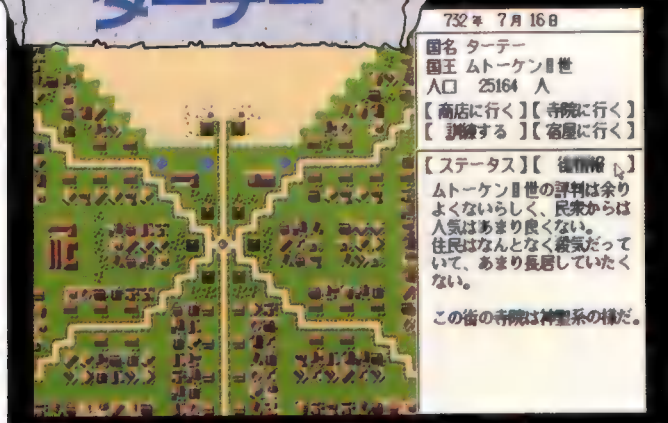 ターテー
732年 7月16日
国名 ターテー
国王 ムトーケンⅡ世
人口 25164 人
【 商店に行く 】【 寺院に行く 】
【 訓練する 】【 宿屋に行く 】
【 ステータス 】【 】
ムトーケンⅡ世の評判は余り
よくないらしく、民衆からは
人気はあまり良くない。
住民はなんとなく殺気だって
いて、あまり長居していたく
ない。
この街の寺院は神聖系の様だ。